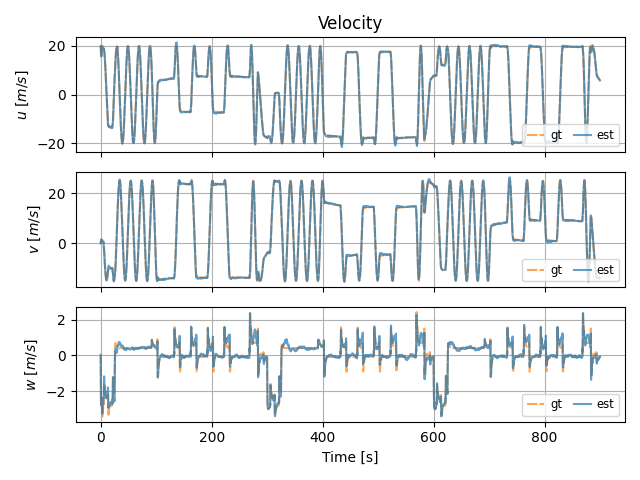 Velocity
u [m/s]
20
0
−20
gt
est
v [m/s]
20
0
gt
est
w [m/s]
2
0
−2
gt
est
0
200
400
600
800
Time [s]